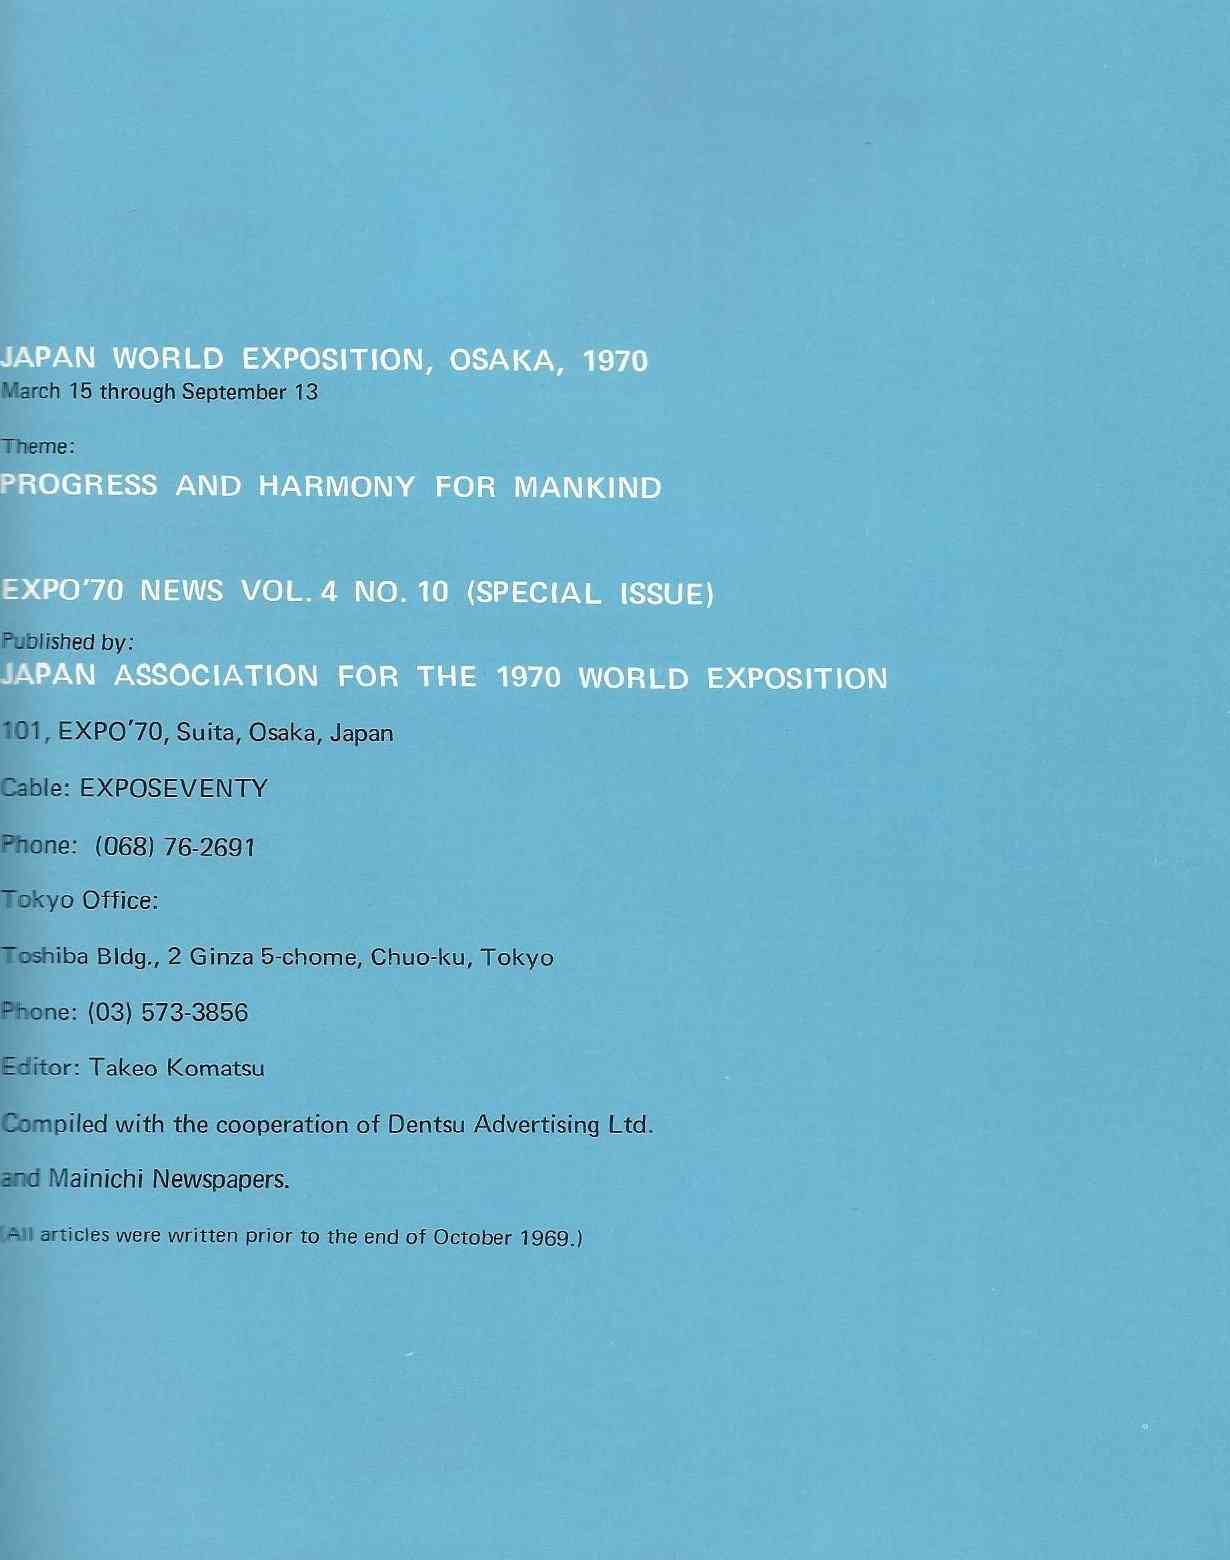 JAPAN WORLD EXPOSITION, OSAKA, 1970
March 15 through September 13
Theme:
PROGRESS AND HARMONY FOR MANKIND
EXPO'70 NEWS VOL. 4 NO. 10 (SPECIAL ISSUE)
Published by:
JAPAN ASSOCIATION FOR THE 1970 WORLD EXPOSITION
101, EXPO'70, Suita, Osaka, Japan
Cable: EXPOSEVENTY
Phone: (068) 76-2691
Tokyo Office:
Toshiba Bldg., 2 Ginza 5-chome, Chuo-ku, Tokyo
Phone: (03) 573-3856
Editor: Takeo Komatsu
Compiled with the cooperation of Dentsu Advertising Ltd.
and Mainichi Newspapers.
(All articles were written prior to the end of October 1969.)